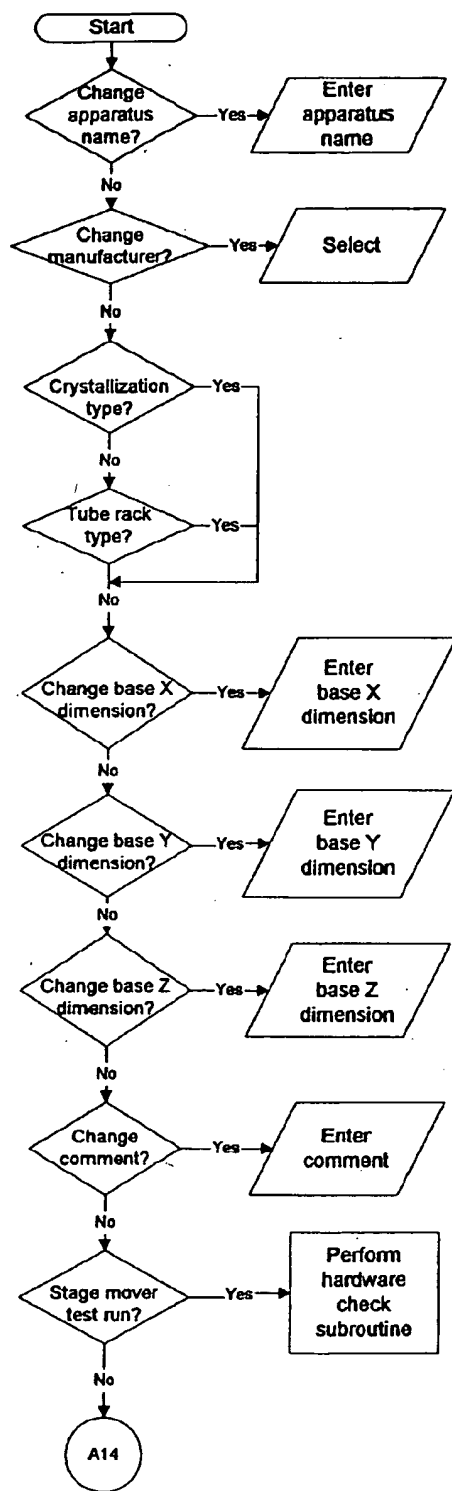 Start
Change
apparatus
name?
Yes
Enter
apparatus
name
No
Change
manufacturer?
Yes
Select
No
Crystallization
type?
Yes
No
Tube rack
type?
Yes
No
Change base X
dimension?
Yes
Enter
base X
dimension
No
Change base Y
dimension?
Yes
Enter
base Y
dimension
No
Change base Z
dimension?
Yes
Enter
base Z
dimension
No
Change
comment?
Yes
Enter
comment
No
Stage mover
test run?
Yes
Perform
hardware
check
subroutine
No
A14